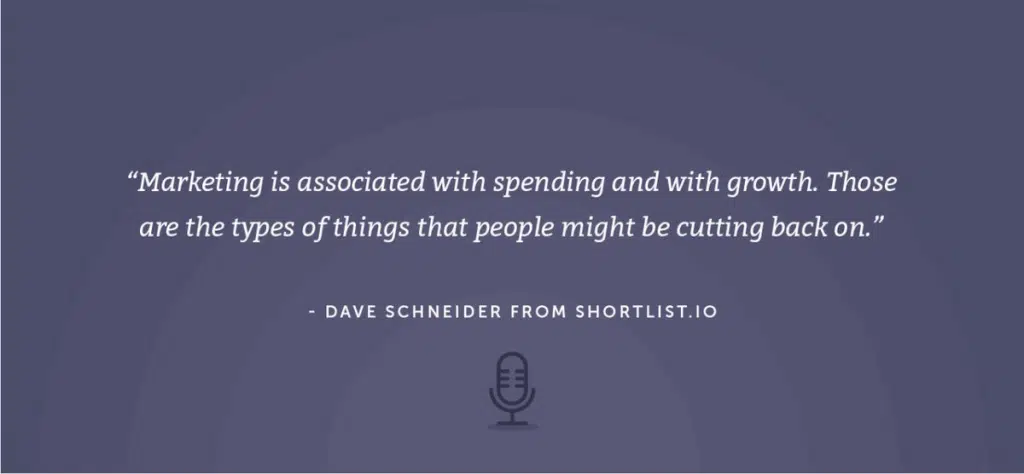 “Marketing is associated with spending and with growth. Those
are the types of things that people might be cutting back on.”
- DAVE SCHNEIDER FROM SHORTLIST.IO